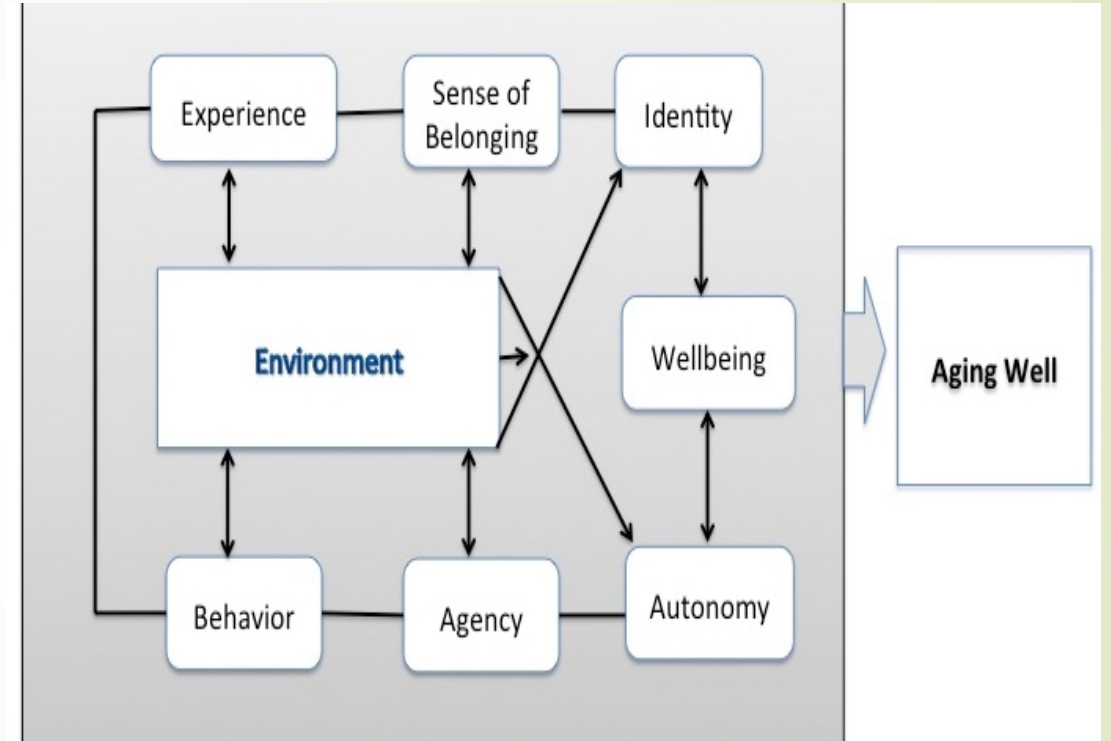 Experience
Sense of
Belonging
Identity
Environment
Wellbeing
Aging Well
Behavior
Agency
Autonomy